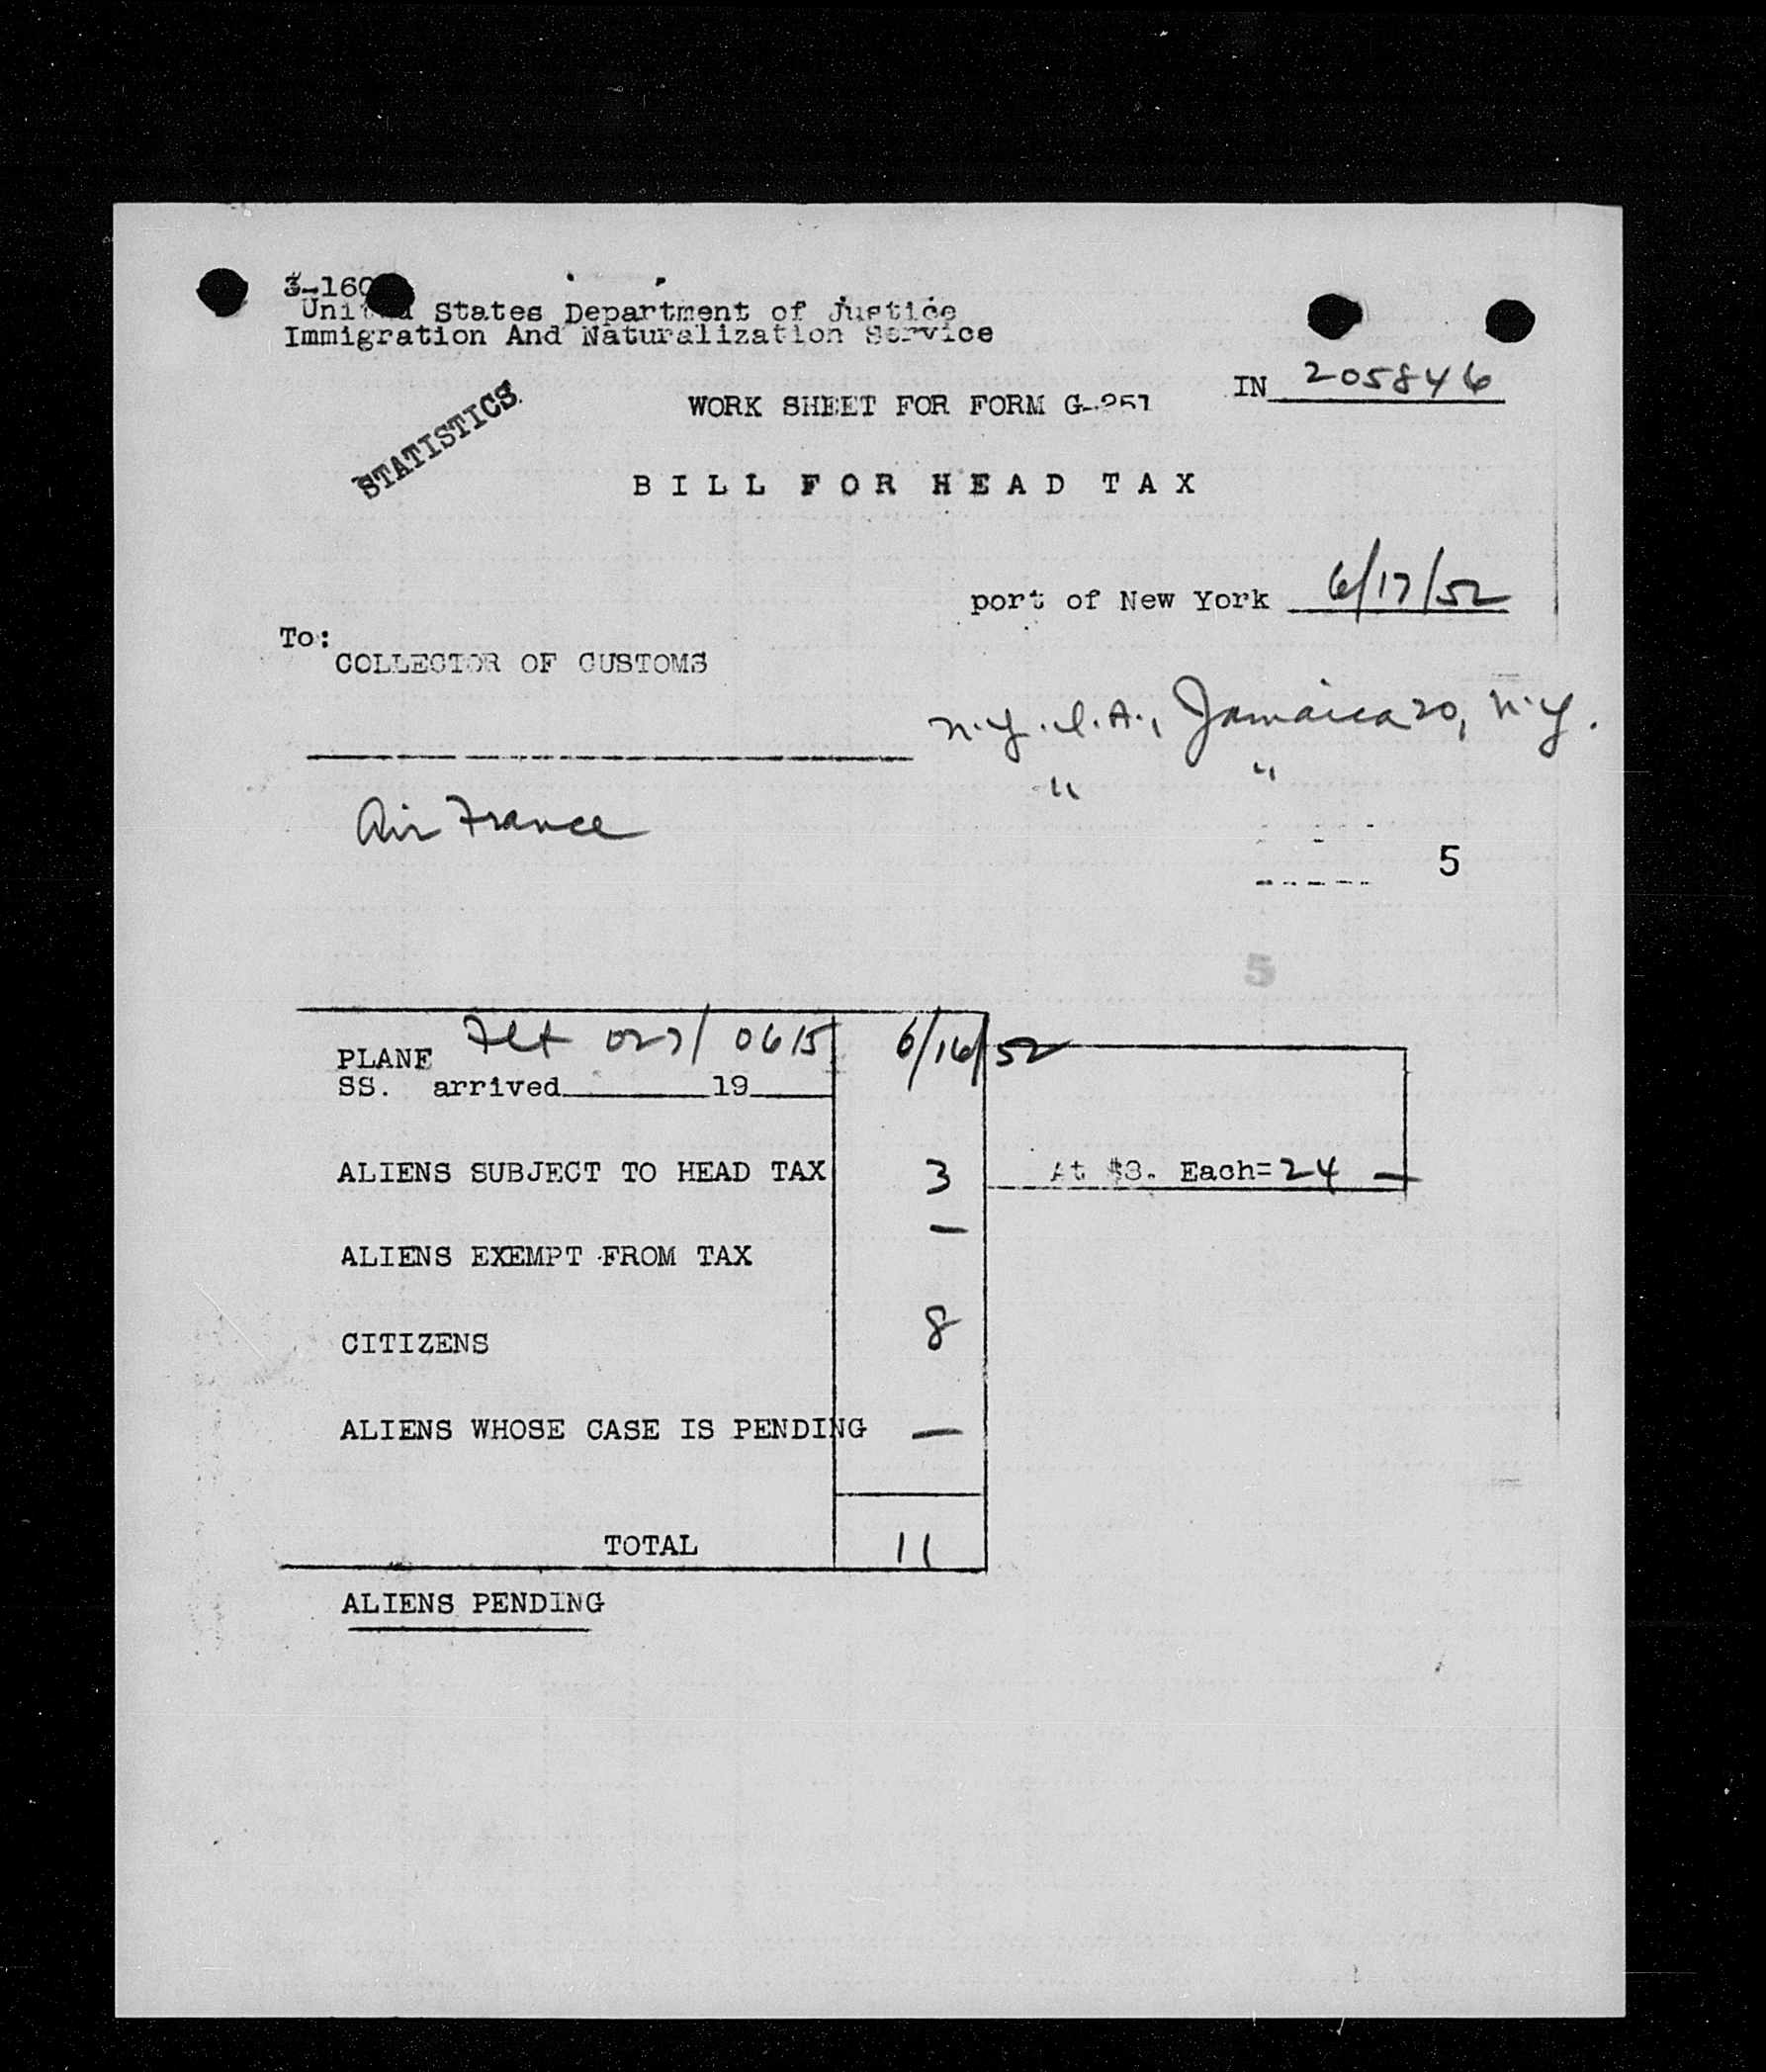 3-160
United States Department of Justice
Immigration And Naturalization Service
IN 205846
WORK SHEET FOR FORM G-251
STATISTICS
BILL FOR HEAD TAX
port of New York 6/17/52
To:
COLLECTOR OF CUSTOMS
N.Y.I.A., Jamaica 20, N.Y.
" "
Air France
5
5
Flt 027/0615 6/16/52
PLANE
SS. arrived 19
ALIENS SUBJECT TO HEAD TAX 3 At $8. Each=24 —
ALIENS EXEMPT FROM TAX —
CITIZENS 8
ALIENS WHOSE CASE IS PENDING —
TOTAL 11
ALIENS PENDING